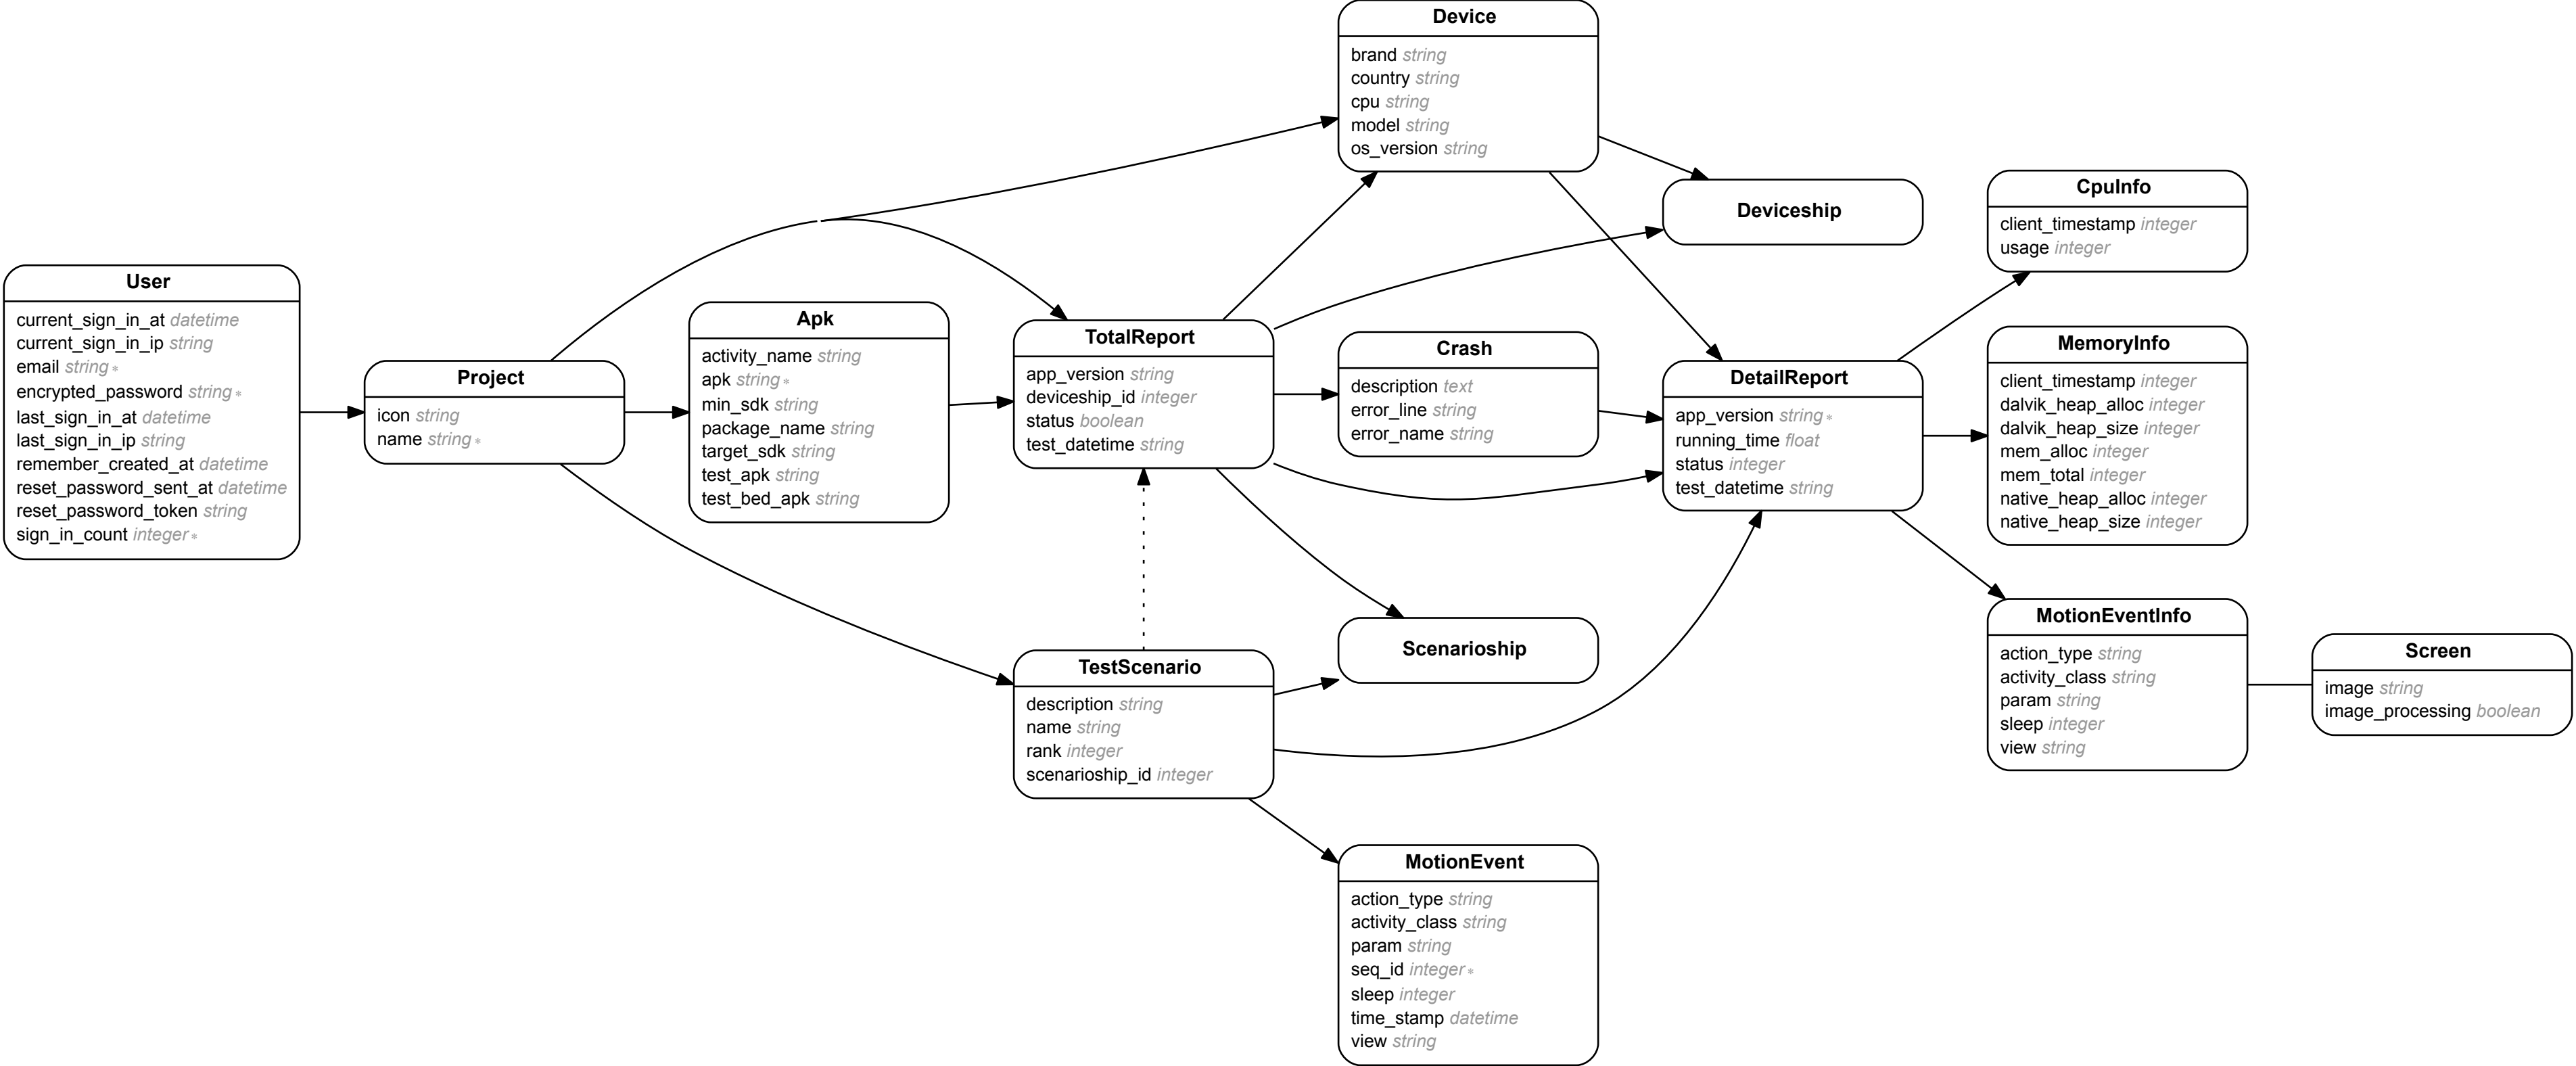 Device
brand string
country string
cpu string
model string
os_version string
Deviceship
CpuInfo
client_timestamp integer
usage integer
User
current_sign_in_at datetime
current_sign_in_ip string
email string *
encrypted_password string *
last_sign_in_at datetime
last_sign_in_ip string
remember_created_at datetime
reset_password_sent_at datetime
reset_password_token string
sign_in_count integer *
Project
icon string
name string *
Apk
activity_name string
apk string *
min_sdk string
package_name string
target_sdk string
test_apk string
test_bed_apk string
TotalReport
app_version string
deviceship_id integer
status boolean
test_datetime string
Crash
description text
error_line string
error_name string
DetailReport
app_version string *
running_time float
status integer
test_datetime string
MemoryInfo
client_timestamp integer
dalvik_heap_alloc integer
dalvik_heap_size integer
mem_alloc integer
mem_total integer
native_heap_alloc integer
native_heap_size integer
Scenarioship
TestScenario
description string
name string
rank integer
scenarioship_id integer
MotionEventInfo
action_type string
activity_class string
param string
sleep integer
view string
Screen
image string
image_processing boolean
MotionEvent
action_type string
activity_class string
param string
seq_id integer *
sleep integer
time_stamp datetime
view string